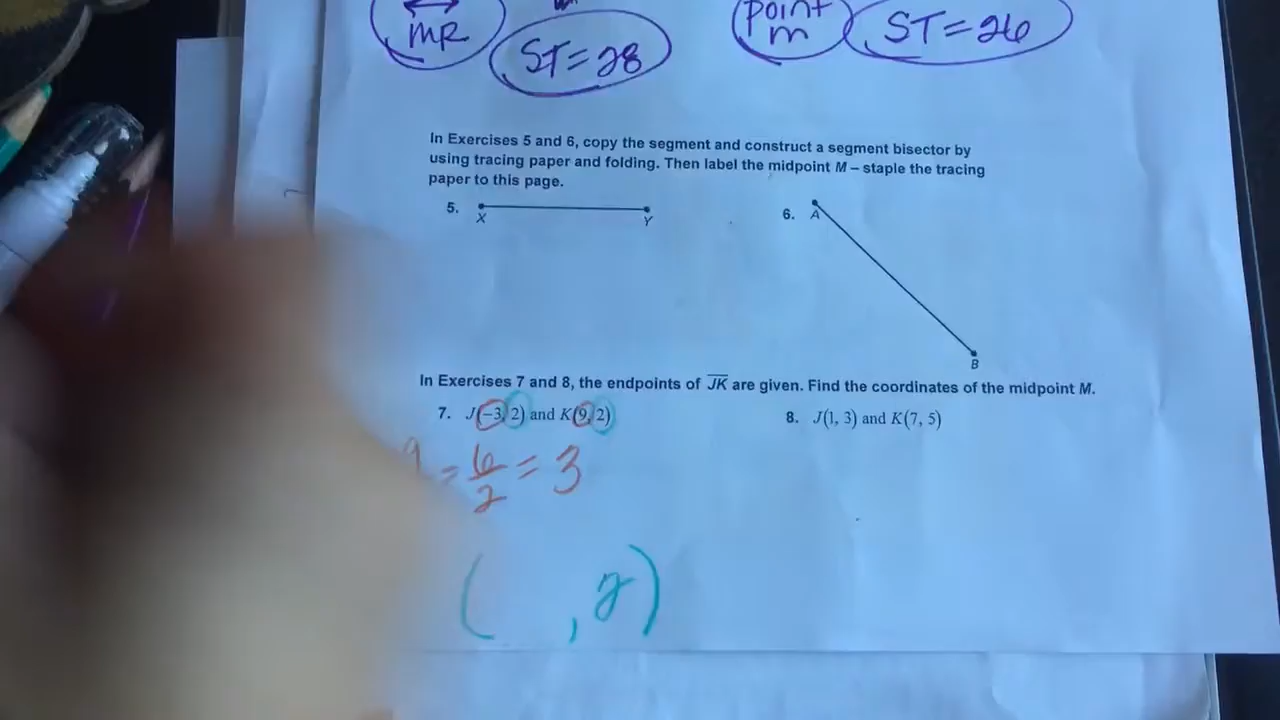 MR
ST=28
point
m
ST=26
In Exercises 5 and 6, copy the segment and construct a segment bisector by
using tracing paper and folding. Then label the midpoint M – staple the tracing
paper to this page.
5.
X
Y
6.
A
B
In Exercises 7 and 8, the endpoints of JK are given. Find the coordinates of the midpoint M.
7. J(−3, 2) and K(9, 2)
8. J(1, 3) and K(7, 5)
9
= 6/2 = 3
( , 2)